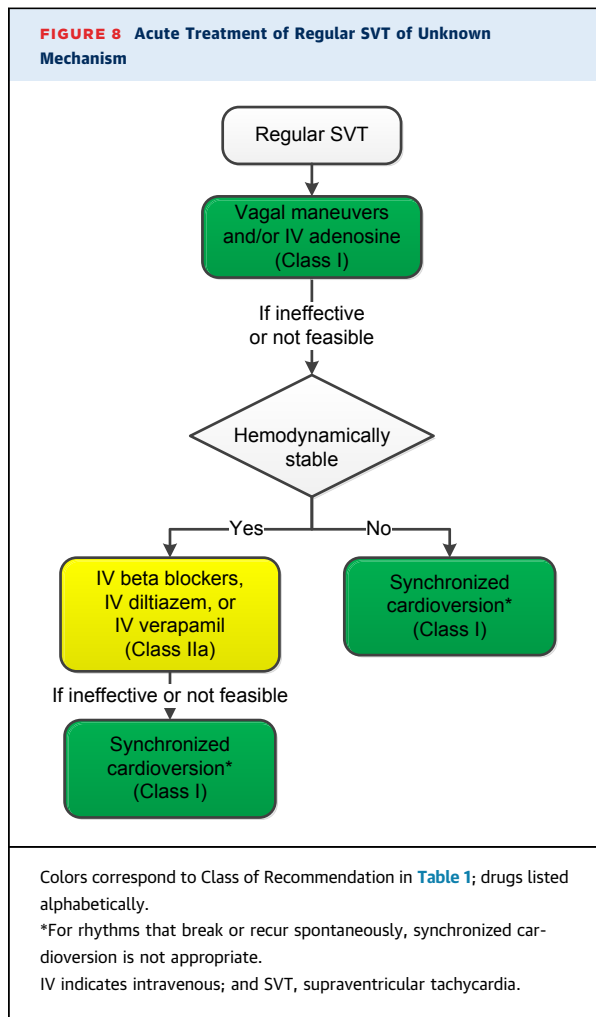 FIGURE 8 Acute Treatment of Regular SVT of Unknown
Mechanism
Regular SVT
Vagal maneuvers
and/or IV adenosine
(Class I)
If ineffective
or not feasible
Hemodynamically
stable
Yes
No
IV beta blockers,
IV diltiazem, or
IV verapamil
(Class IIa)
Synchronized
cardioversion*
(Class I)
If ineffective or not feasible
Synchronized
cardioversion*
(Class I)
Colors correspond to Class of Recommendation in Table 1; drugs listed
alphabetically.
*For rhythms that break or recur spontaneously, synchronized car-
dioversion is not appropriate.
IV indicates intravenous; and SVT, supraventricular tachycardia.